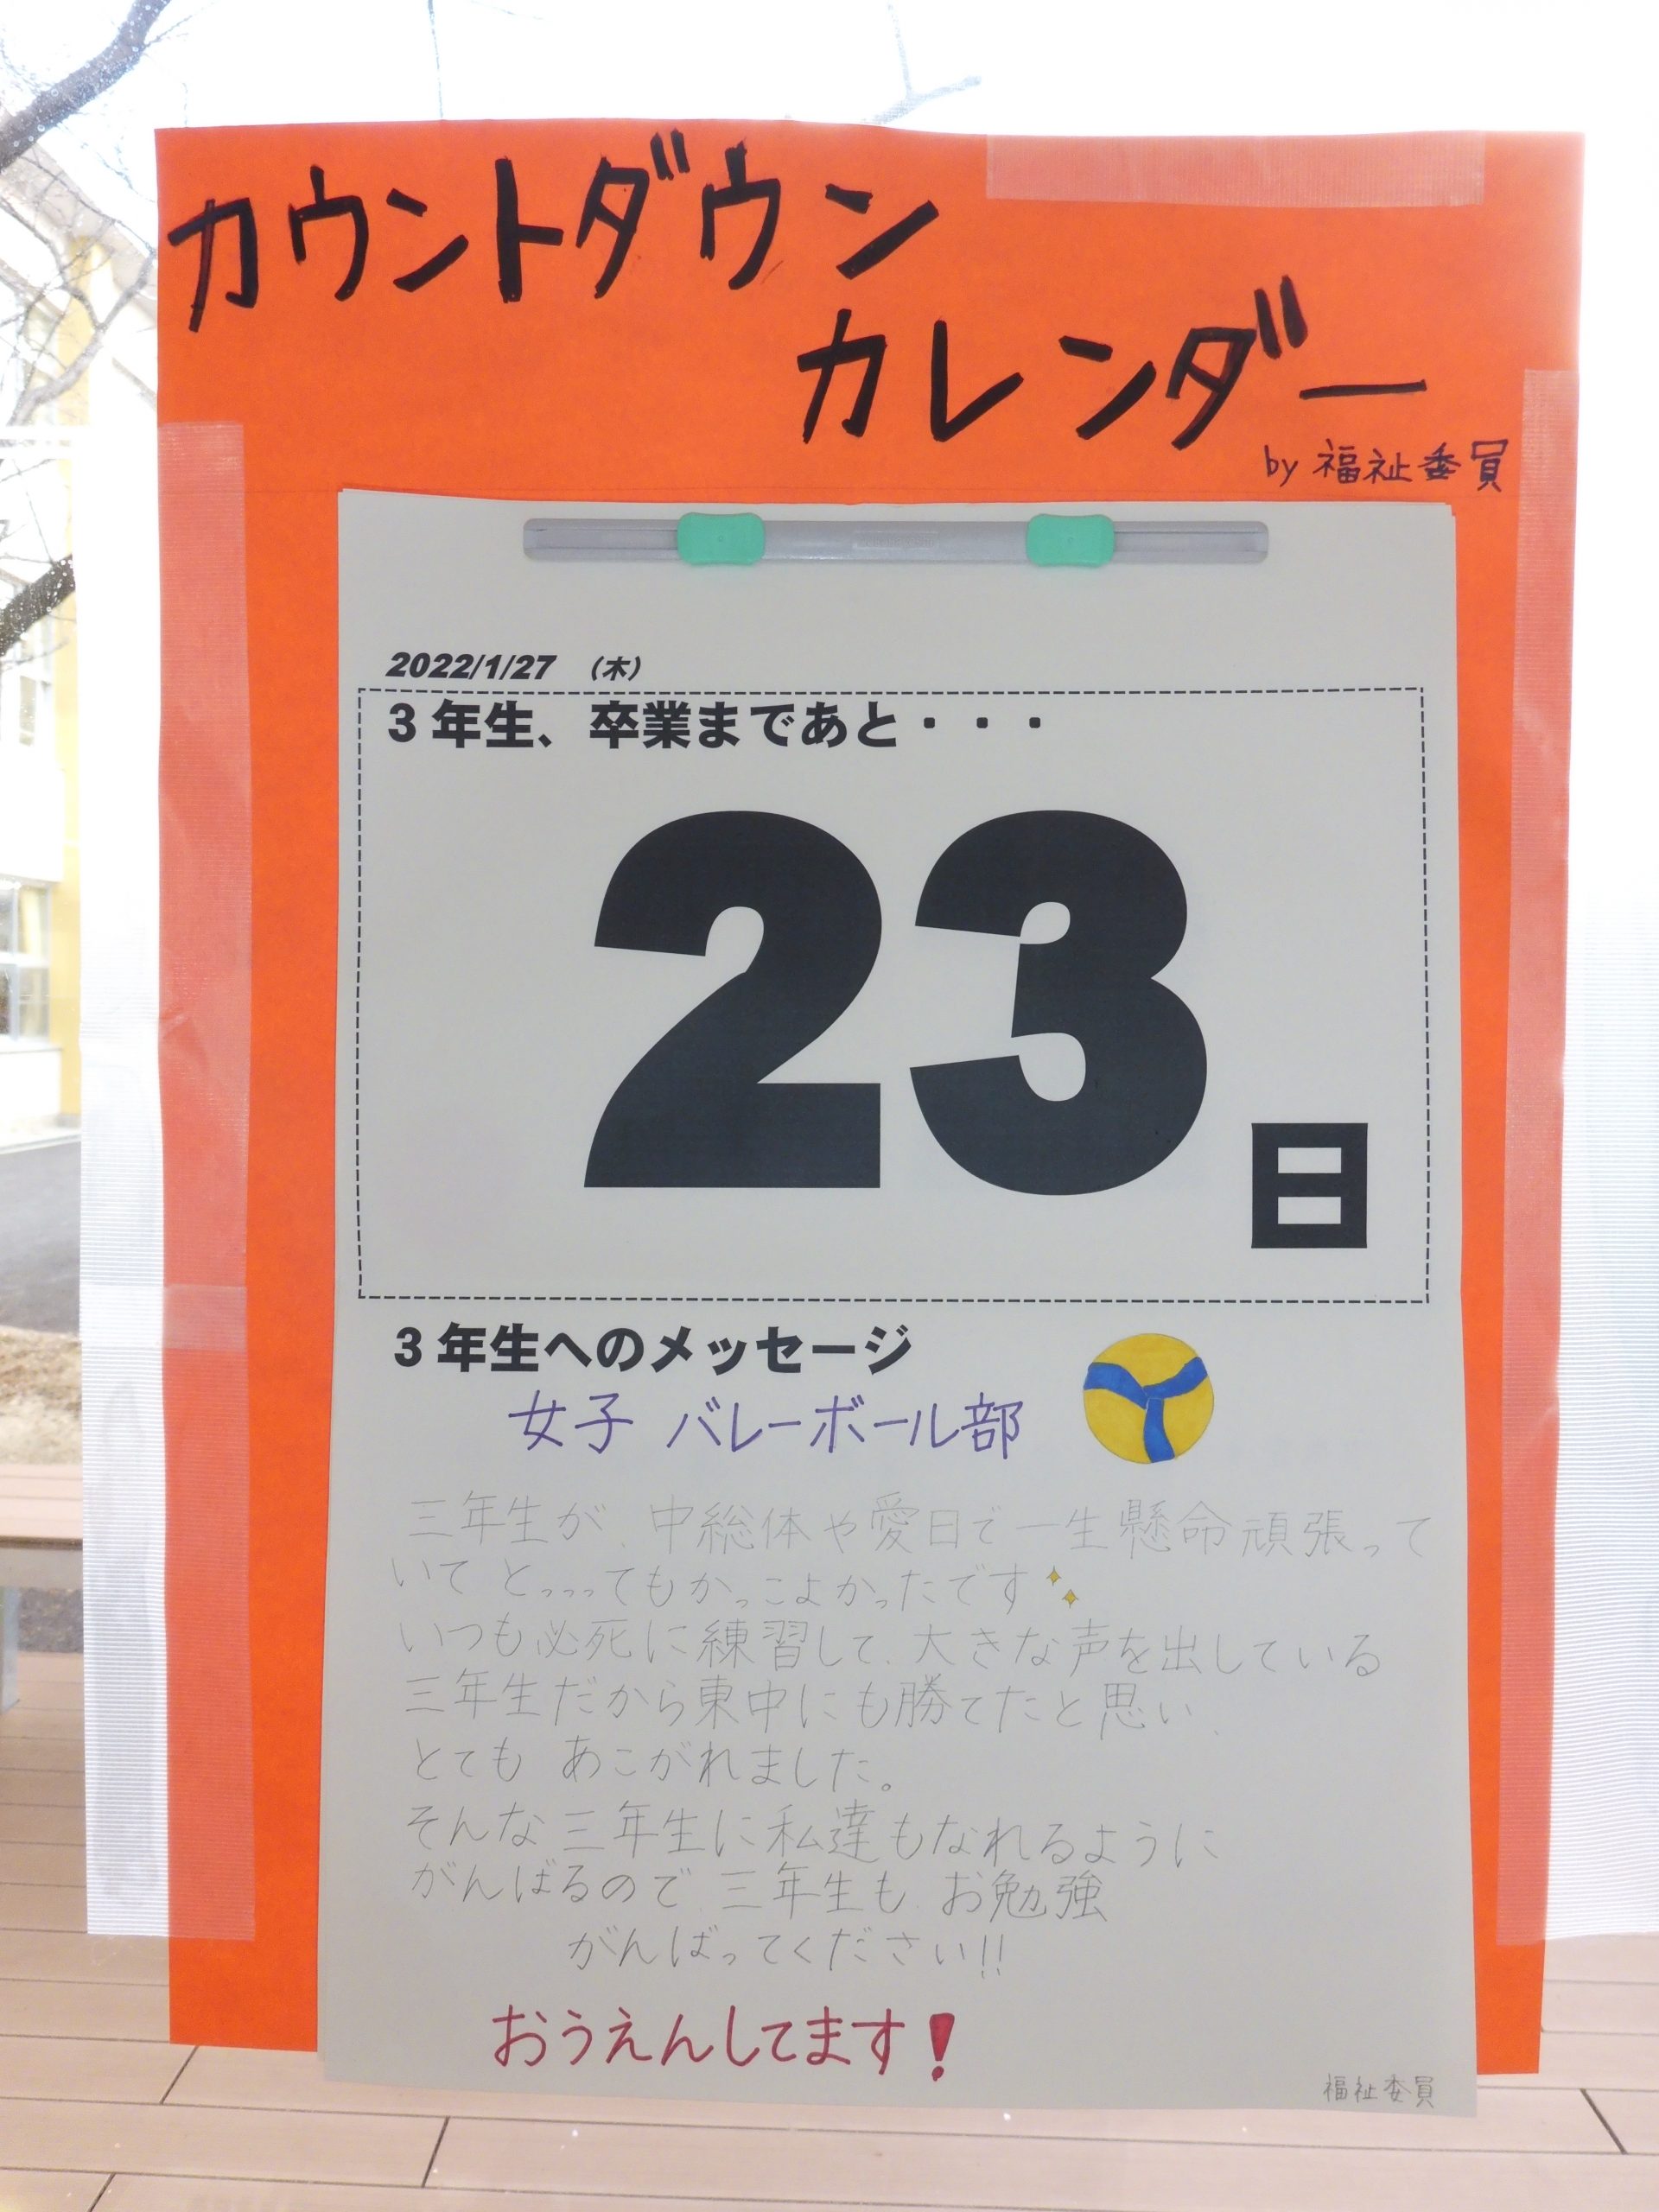 カウントダウン
カレンダー
by 福祉委員
2022/1/27 (木)
3年生、卒業まであと・・・
23日
3年生へのメッセージ
女子 バレーボール部
三年生が、中総体や愛日で一生懸命頑張って
いて とっっってもかっこよかったです
いつも必死に練習して、大きな声を出している
三年生だから東中にも勝てたと思い、
とても あこがれました。
そんな三年生に私達もなれるように
がんばるので、三年生も お勉強
がんばってください!!
おうえんしてます!
福祉委員